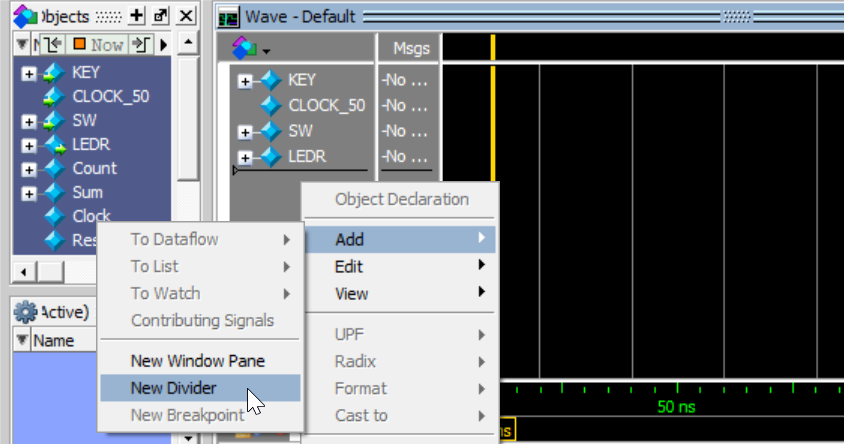 Objects
Wave - Default
Now
Msgs
KEY
CLOCK_50
SW
LEDR
Count
Sum
Clock
KEY
-No ...
CLOCK_50
-No ...
SW
-No ...
LEDR
-No ...
Object Declaration
Add
Edit
View
UPF
Radix
Format
Cast to
To Dataflow
To List
To Watch
Contributing Signals
New Window Pane
New Divider
New Breakpoint
Active)
Name
50 ns